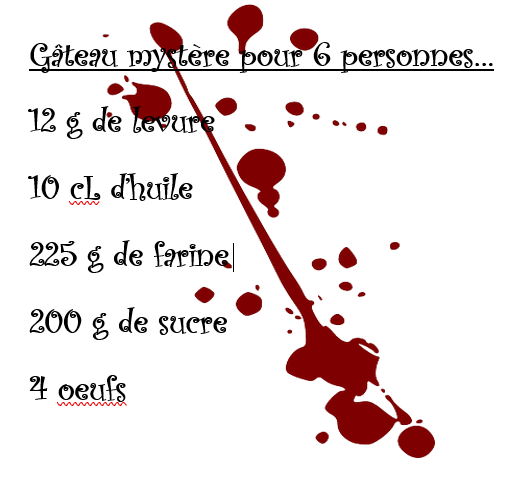 Gâteau mystère pour 6 personnes...
12 g de levure
10 cL d'huile
225 g de farine
200 g de sucre
4 oeufs